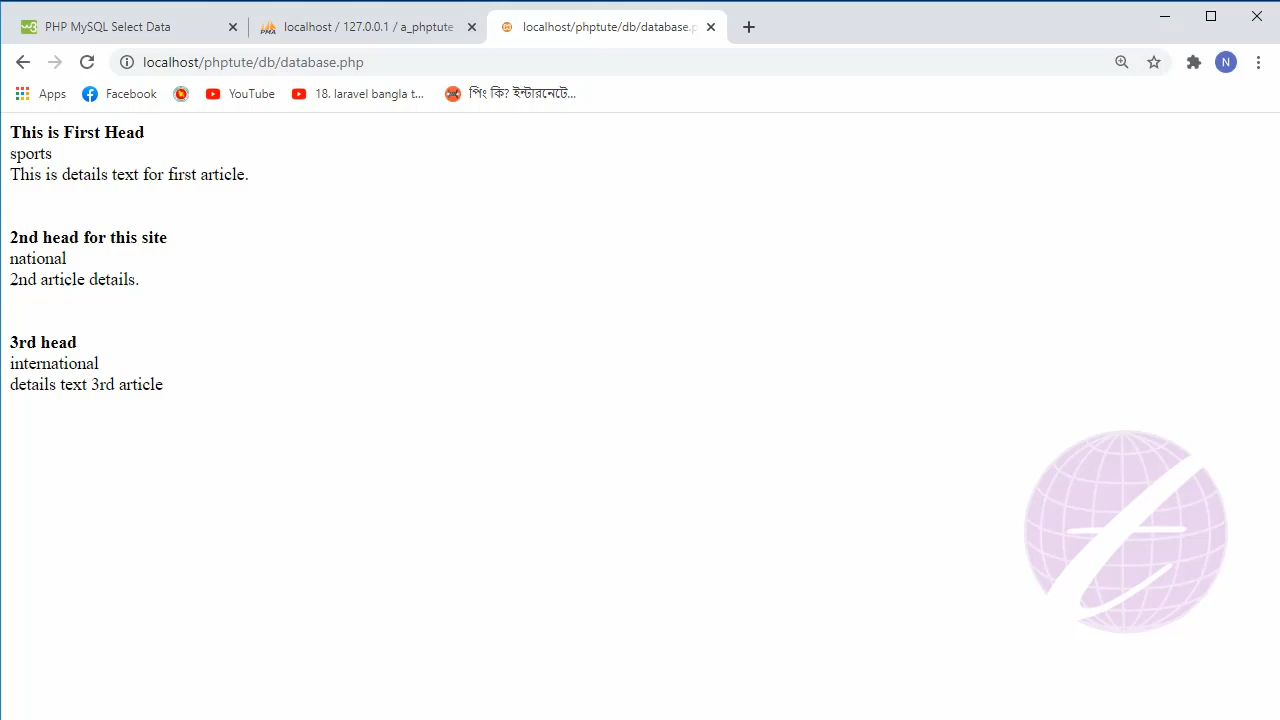 PHP MySQL Select Data
localhost / 127.0.0.1 / a_phptute
localhost/phptute/db/database.p
localhost/phptute/db/database.php
N
Apps
Facebook
YouTube
18. laravel bangla t...
পিং কি? ইন্টারনেটে...
This is First Head
sports
This is details text for first article.
2nd head for this site
national
2nd article details.
3rd head
international
details text 3rd article